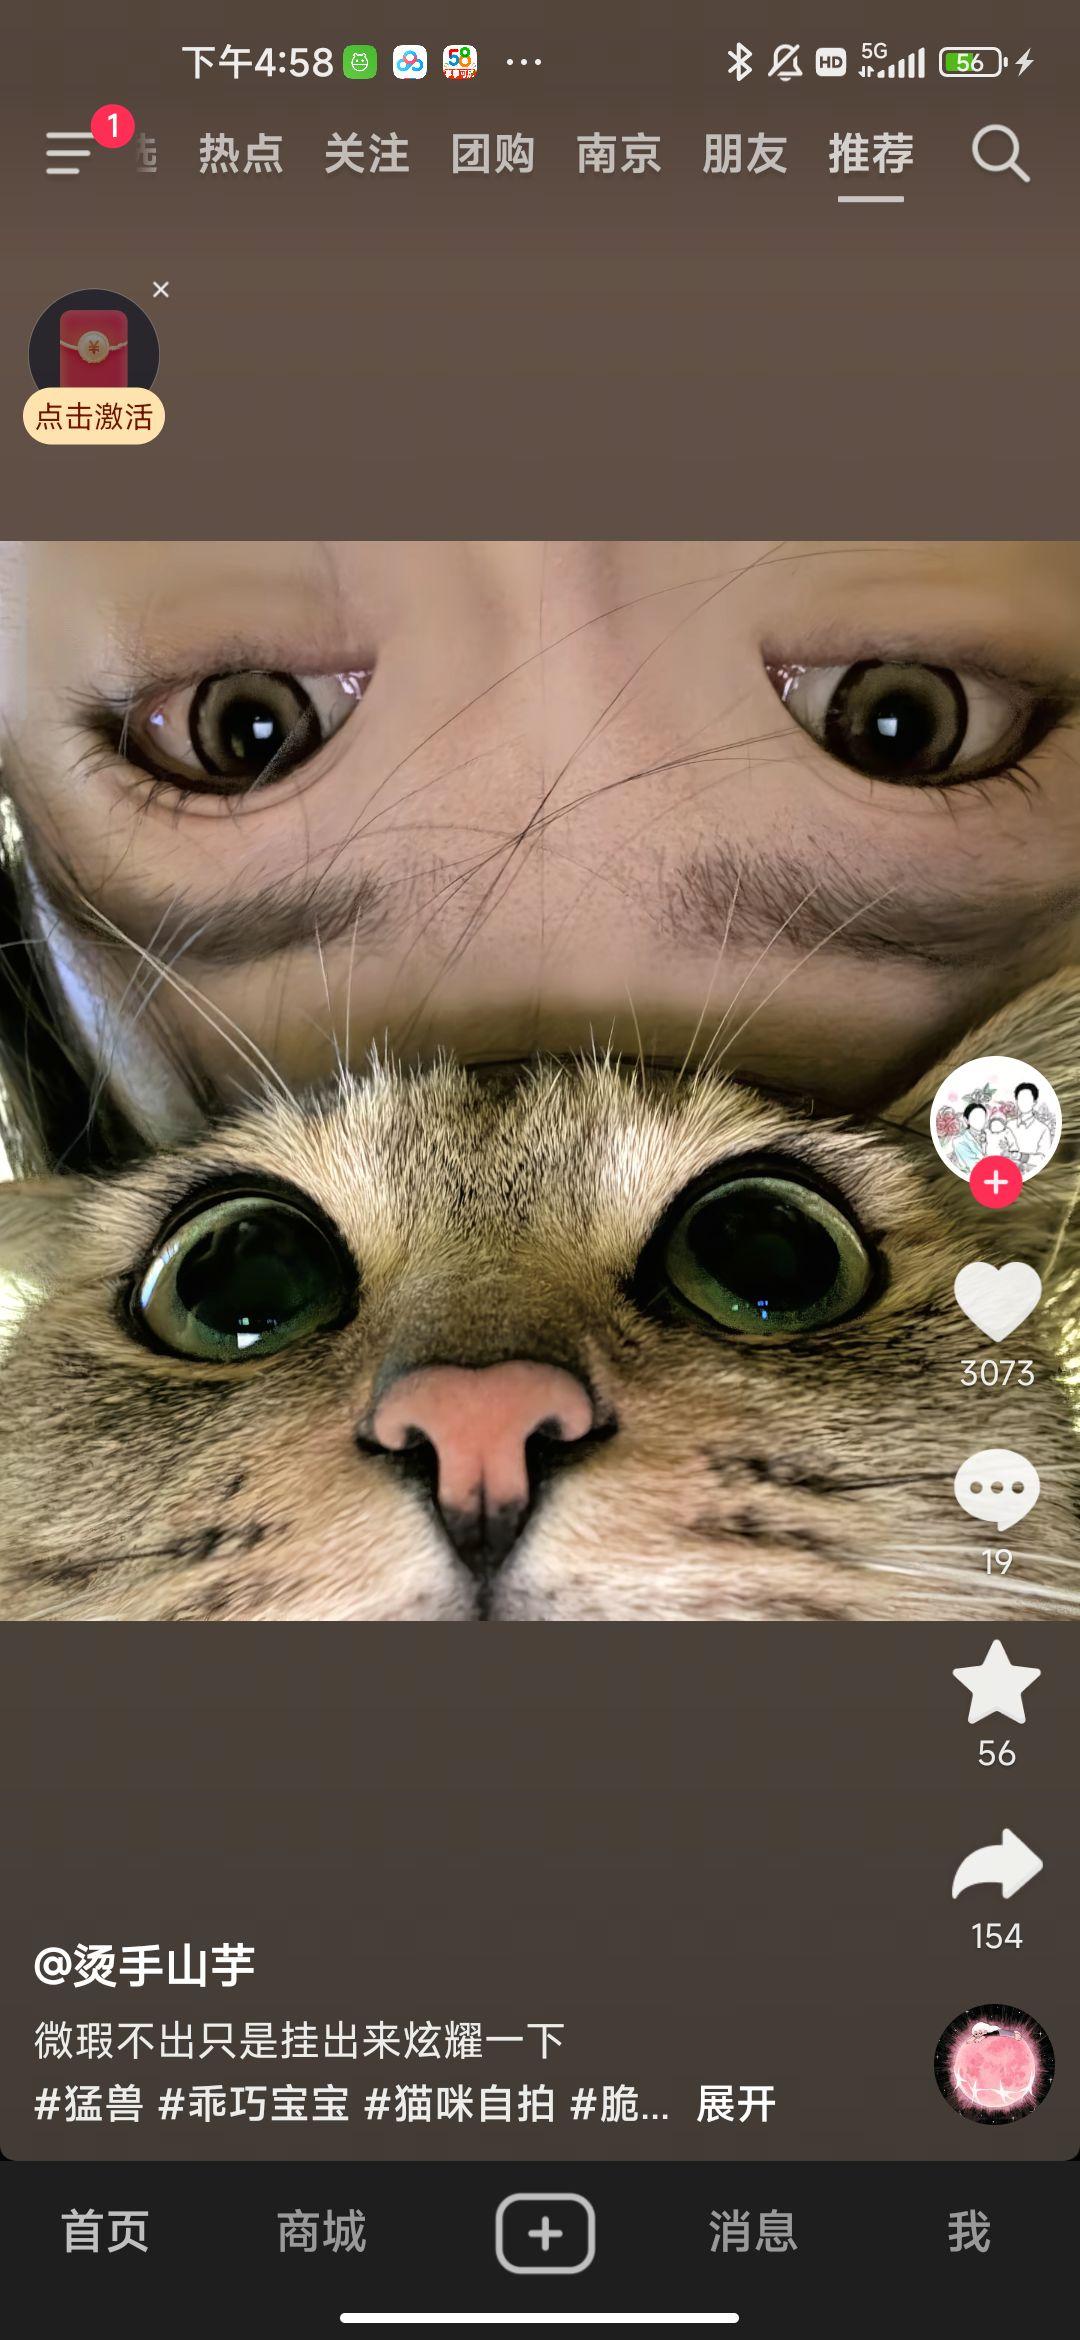 下午4:58
58
HD
5G
56
1
选 热点 关注 团购 南京 朋友 推荐
点击激活
3073
19
56
154
@烫手山芋
微瑕不出只是挂出来炫耀一下
#猛兽 #乖巧宝宝 #猫咪自拍 #脆... 展开
首页 商城 消息 我